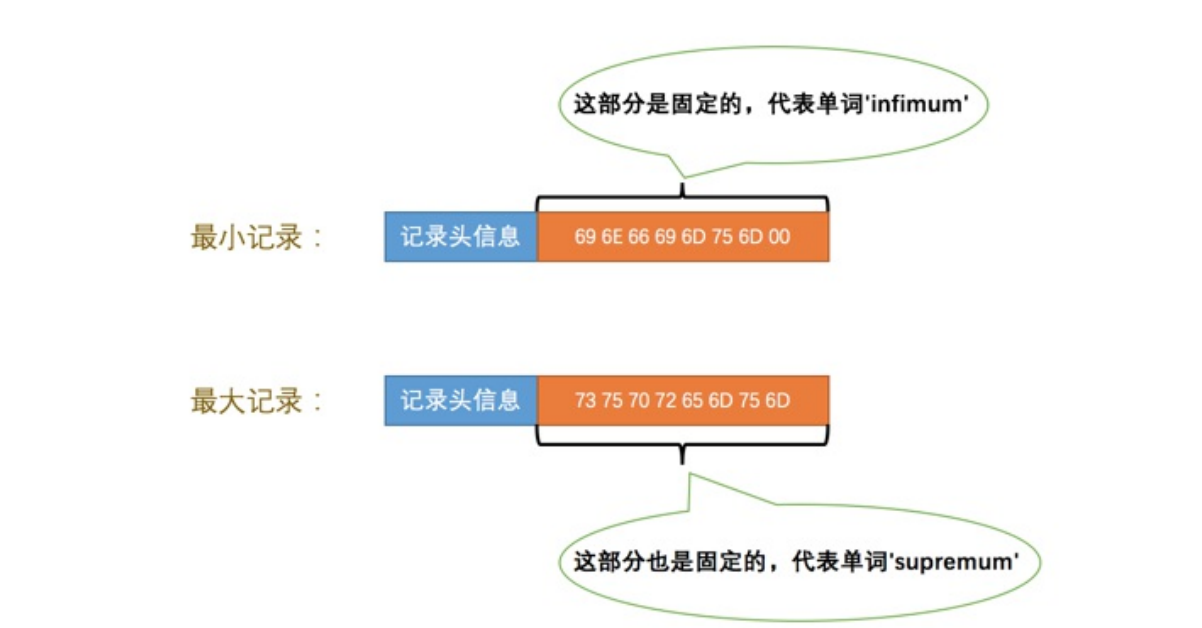 这部分是固定的，代表单词'infimum'
最小记录：
记录头信息
69 6E 66 69 6D 75 6D 00
最大记录：
记录头信息
73 75 70 72 65 6D 75 6D
这部分也是固定的，代表单词'supremum'